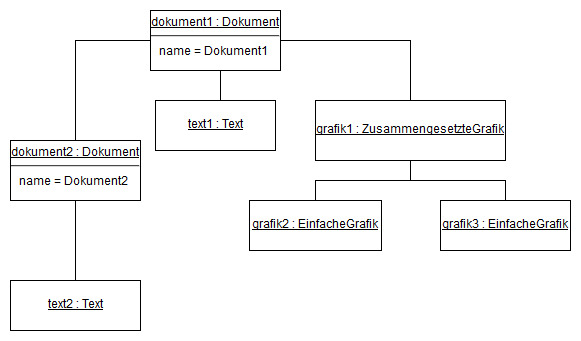 dokument1 : Dokument
name = Dokument1
text1 : Text
grafik1 : ZusammengesetzteGrafik
dokument2 : Dokument
name = Dokument2
grafik2 : EinfacheGrafik
grafik3 : EinfacheGrafik
text2 : Text